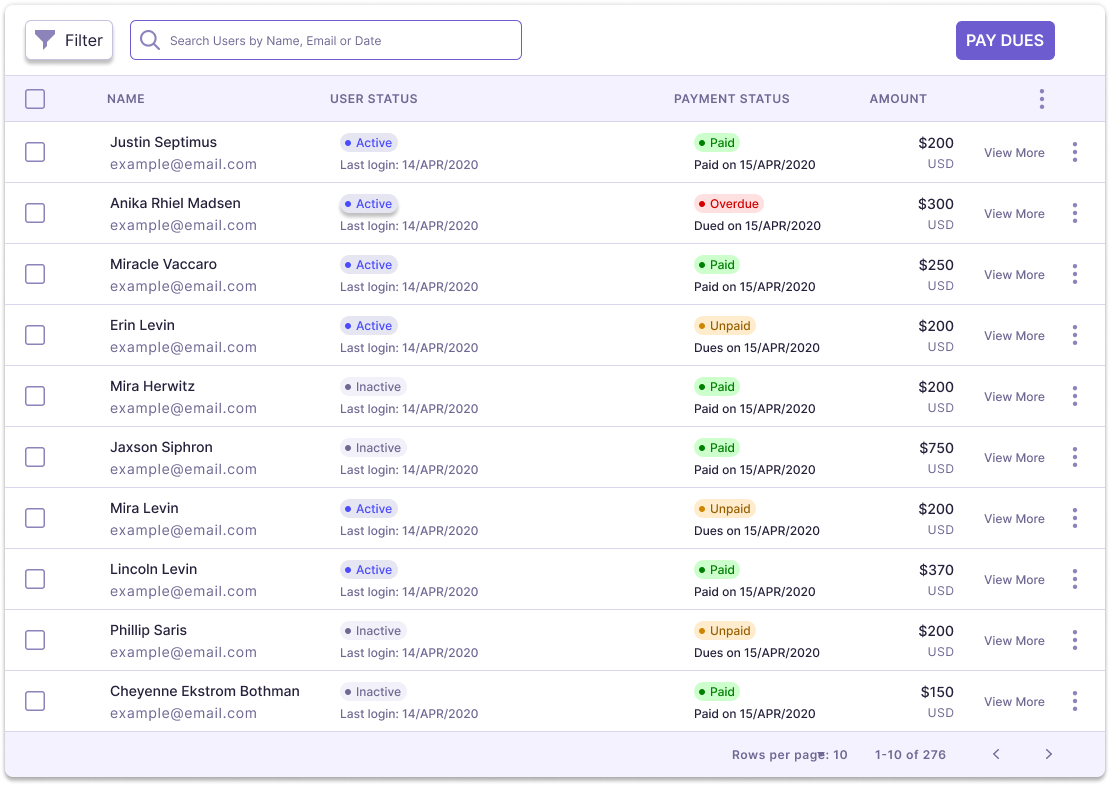 Filter
Search Users by Name, Email or Date
PAY DUES
NAME USER STATUS PAYMENT STATUS AMOUNT
Justin Septimus Active Paid $200
example@email.com Last login: 14/APR/2020 Paid on 15/APR/2020 USD View More
Anika Rhiel Madsen Active Overdue $300
example@email.com Last login: 14/APR/2020 Dued on 15/APR/2020 USD View More
Miracle Vaccaro Active Paid $250
example@email.com Last login: 14/APR/2020 Paid on 15/APR/2020 USD View More
Erin Levin Active Unpaid $200
example@email.com Last login: 14/APR/2020 Dues on 15/APR/2020 USD View More
Mira Herwitz Inactive Paid $200
example@email.com Last login: 14/APR/2020 Paid on 15/APR/2020 USD View More
Jaxson Siphron Inactive Paid $750
example@email.com Last login: 14/APR/2020 Paid on 15/APR/2020 USD View More
Mira Levin Active Unpaid $200
example@email.com Last login: 14/APR/2020 Dues on 15/APR/2020 USD View More
Lincoln Levin Active Paid $370
example@email.com Last login: 14/APR/2020 Paid on 15/APR/2020 USD View More
Phillip Saris Inactive Unpaid $200
example@email.com Last login: 14/APR/2020 Dues on 15/APR/2020 USD View More
Cheyenne Ekstrom Bothman Inactive Paid $150
example@email.com Last login: 14/APR/2020 Paid on 15/APR/2020 USD View More
Rows per page: 10 1-10 of 276